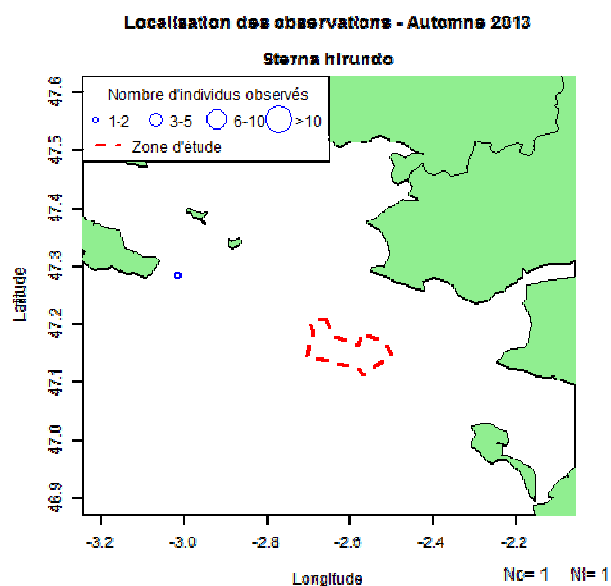 Localisation des observations - Automne 2013
Sterna hirundo
Nombre d'individus observés
1-2 3-5 6-10 >10
Zone d'étude
47.6
47.5
47.4
47.3
47.2
47.1
47.0
46.9
Latitude
-3.2 -3.0 -2.8 -2.6 -2.4 -2.2
Longitude
No= 1 Ni= 1